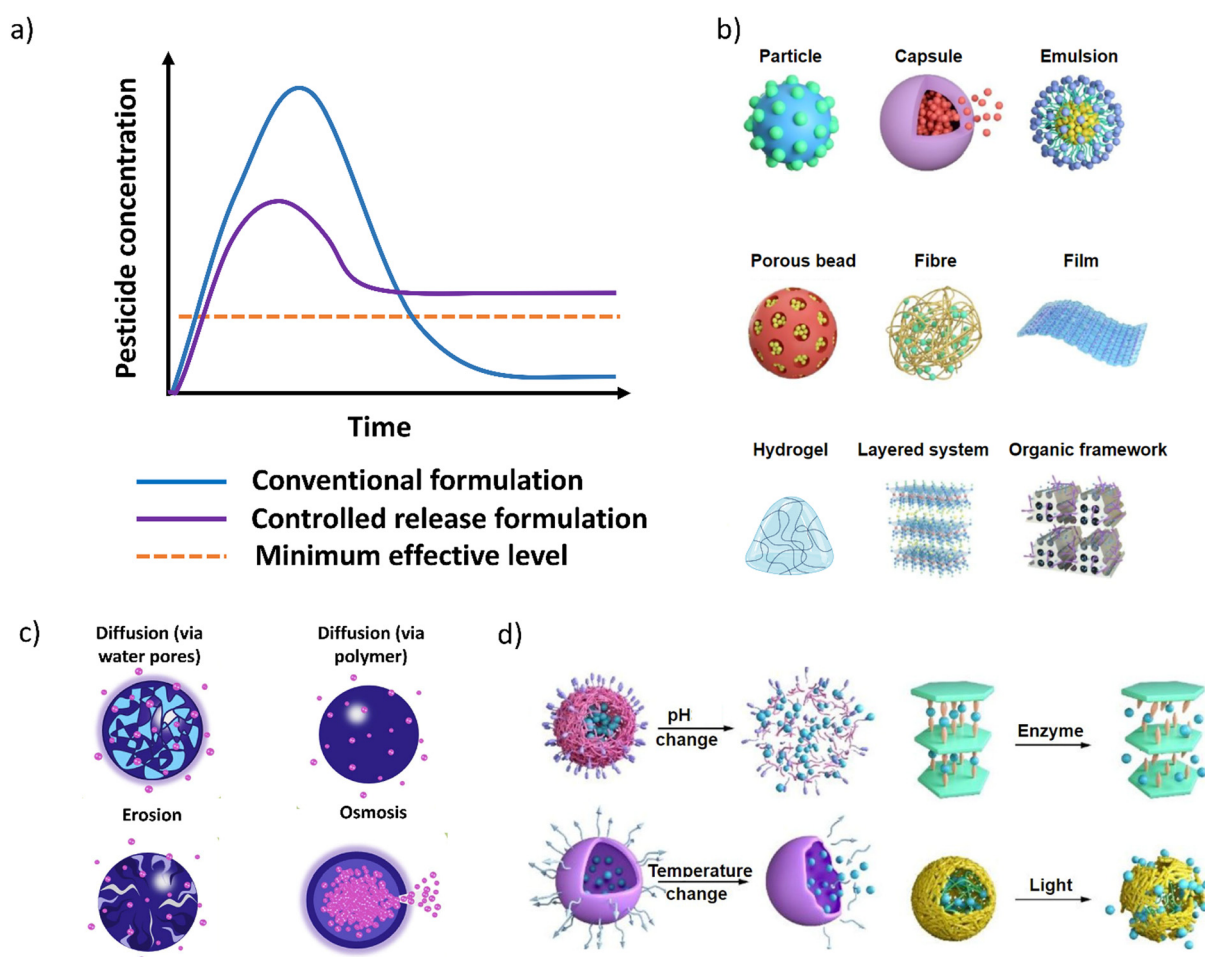 a)
Pesticide concentration
Time
Conventional formulation
Controlled release formulation
Minimum effective level
b)
Particle
Capsule
Emulsion
Porous bead
Fibre
Film
Hydrogel
Layered system
Organic framework
c)
Diffusion (via
water pores)
Diffusion (via
polymer)
Erosion
Osmosis
d)
pH
change
Enzyme
Temperature
change
Light